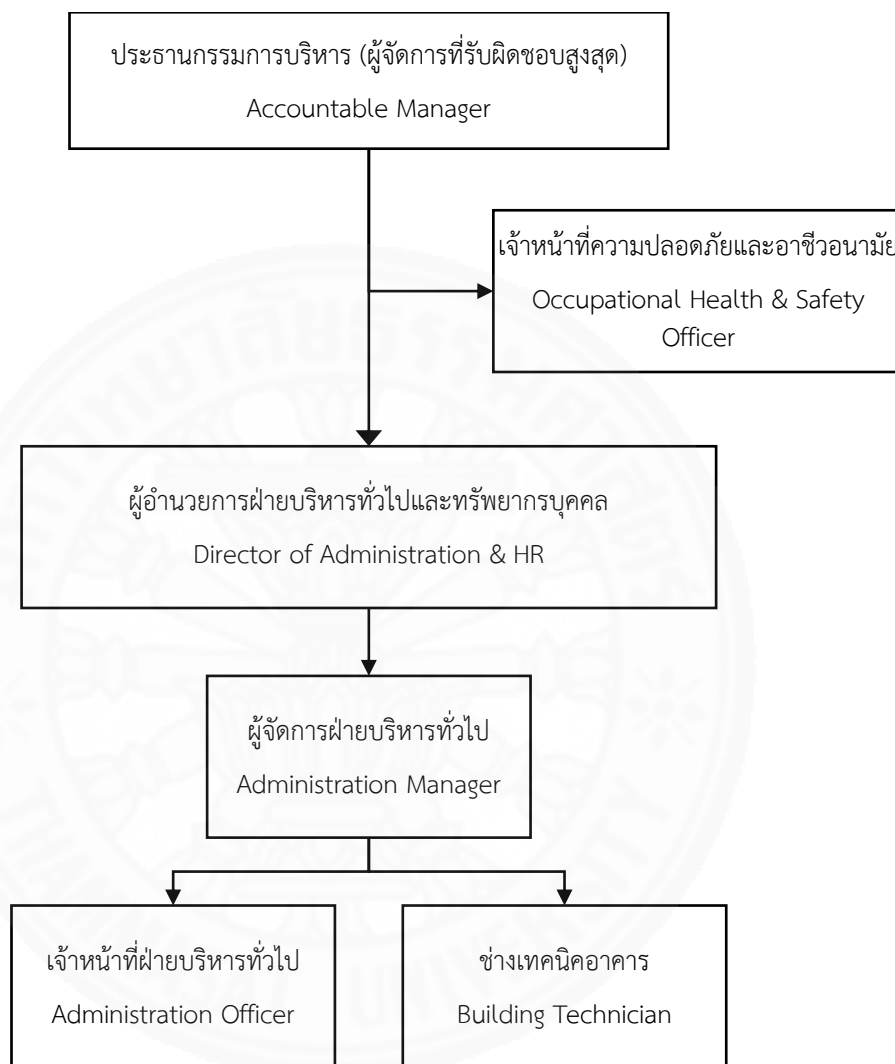 ประธานกรรมการบริหาร (ผู้จัดการที่รับผิดชอบสูงสุด)
Accountable Manager
เจ้าหน้าที่ความปลอดภัยและอาชีวอนามัย
Occupational Health & Safety
Officer
ผู้อำนวยการฝ่ายบริหารทั่วไปและทรัพยากรบุคคล
Director of Administration & HR
ผู้จัดการฝ่ายบริหารทั่วไป
Administration Manager
เจ้าหน้าที่ฝ่ายบริหารทั่วไป
Administration Officer
ช่างเทคนิคอาคาร
Building Technician